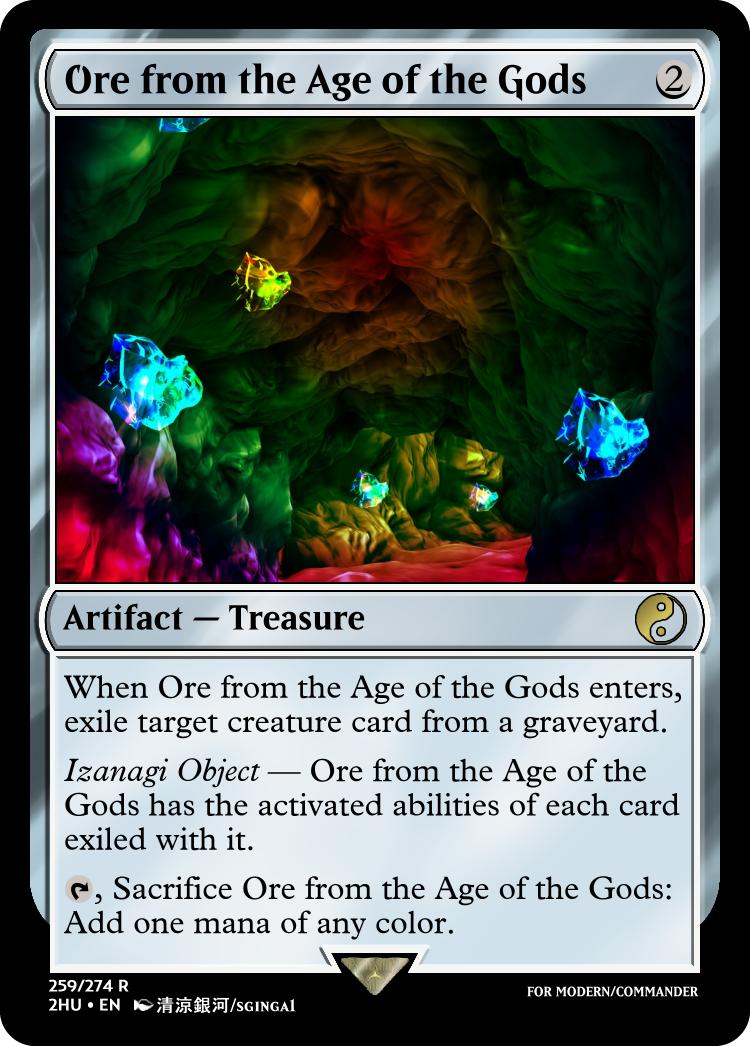 Ore from the Age of the Gods 2
Artifact — Treasure
When Ore from the Age of the Gods enters,
exile target creature card from a graveyard.
Izanagi Object — Ore from the Age of the
Gods has the activated abilities of each card
exiled with it.
, Sacrifice Ore from the Age of the Gods:
Add one mana of any color.
259/274 R
2HU • EN 清涼銀河/sginga1
FOR MODERN/COMMANDER